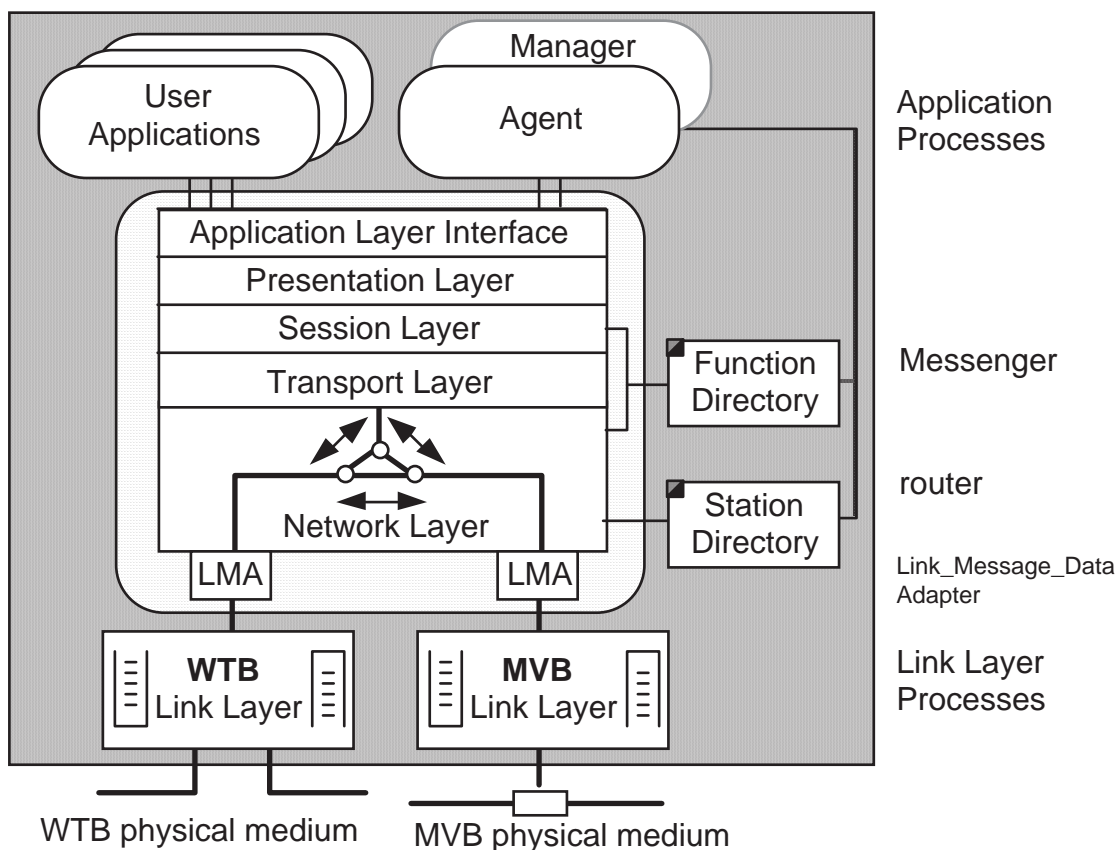 Manager
User
Applications
Agent
Application
Processes
Application Layer Interface
Presentation Layer
Session Layer
Transport Layer
Function
Directory
Messenger
Network Layer
Station
Directory
router
LMA
LMA
Link_Message_Data
Adapter
WTB
Link Layer
MVB
Link Layer
Link Layer
Processes
WTB physical medium
MVB physical medium